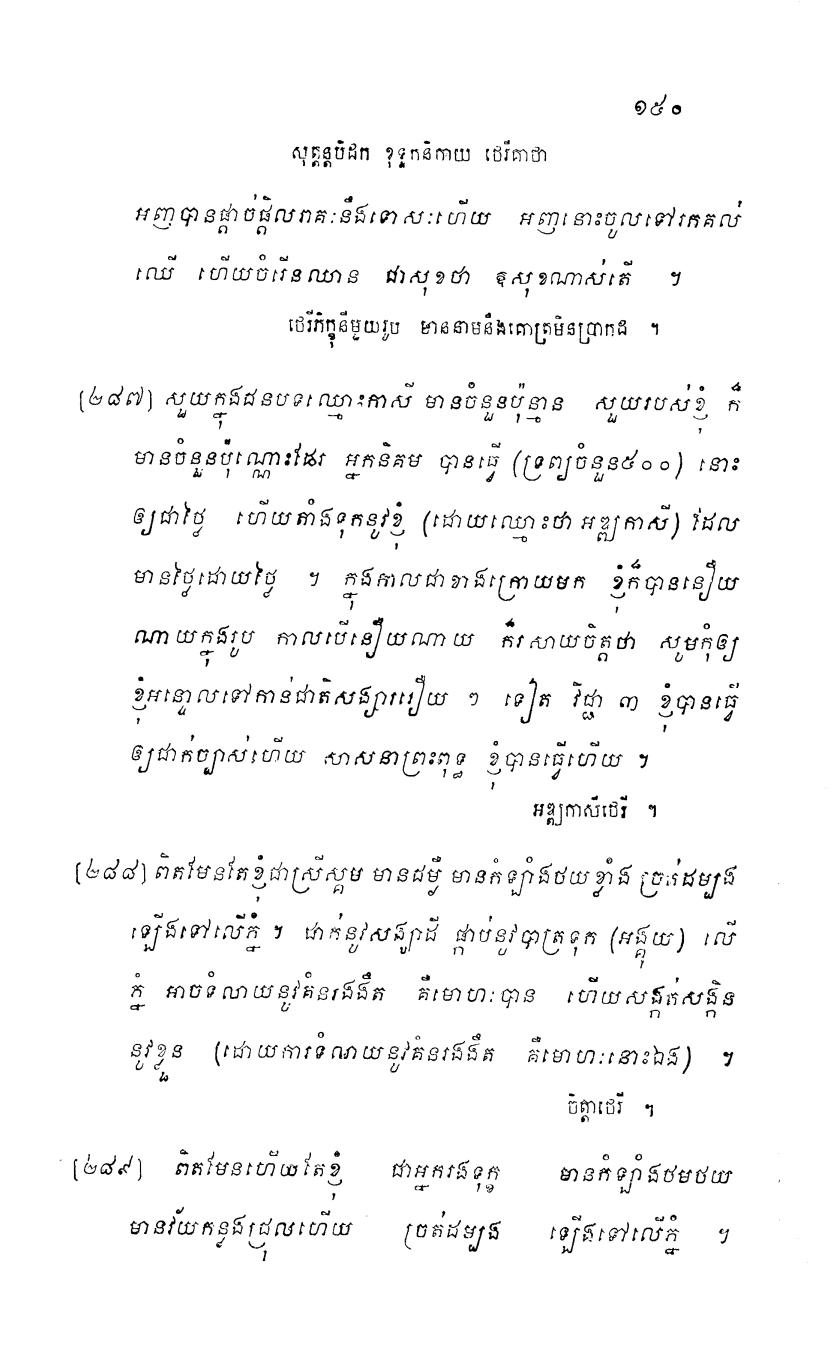 ១៥០
សុត្តន្តបិដក ខុទ្ទកនិកាយ ថេរីគាថា
អញបានផ្តាច់ផ្តិលរាគៈនឹងទោសៈហើយ អញនោះចូលទៅរកគល់
ឈើ ហើយចំរើនឈាន ជាសុខថា ឱសុខណាស់តើ ។
ថេរីភិក្ខុនីមួយរូប មាននាមនឹងគោត្រមិនប្រាកដ ។
[២៨៧] សួយក្នុងជនបទឈ្មោះកាសី មានចំនួនប៉ុន្មាន សួយរបស់ខ្ញុំ ក៏
មានចំនួនប៉ុណ្ណោះដែរ អ្នកនិគម បានធ្វើ (ទ្រព្យចំនួន៥០០) នោះ
ឲ្យជាថ្លៃ ហើយតាំងទុកនូវខ្ញុំ (ដោយឈ្មោះថា អឌ្ឍកាសី) ដែល
មានថ្លៃដោយថ្លៃ ។ ក្នុងកាលជាខាងក្រោយមក ខ្ញុំក៏បាននឿយ
ណាយក្នុងរូប កាលបើនឿយណាយ ក៏រសាយចិត្តថា សូមកុំឲ្យ
ខ្ញុំអន្ទោលទៅកាន់ជាតិសង្សាររឿយ ៗ ទៀត វិជ្ជា ៣ ខ្ញុំបានធ្វើ
ឲ្យជាក់ច្បាស់ហើយ សាសនាព្រះពុទ្ធ ខ្ញុំបានធ្វើហើយ ។
អឌ្ឍកាសីថេរី ។
[២៨៨] ពិតមែនតែខ្ញុំជាស្រីស្គម មានជម្ងឺ មានកំឡាំងថយខ្លាំង ច្រត់ដម្បង
ឡើងទៅលើភ្នំ ។ ដាក់នូវសង្ឃាដី ផ្កាប់នូវបាត្រទុក (អង្គុយ) លើ
ភ្នំ អាចទំលាយនូវគំនរងងឹត គឺមោហៈបាន ហើយសង្កត់សង្កិន
នូវខ្លួន (ដោយការទំលាយនូវគំនរងងឹត គឺមោហៈនោះឯង) ។
ចិត្តាថេរី ។
[២៨៩] ពិតមែនហើយតែខ្ញុំ ជាអ្នករងទុក្ខ មានកំឡាំងថមថយ
មានវ័យកន្លងជ្រុលហើយ ច្រត់ដម្បង ឡើងទៅលើភ្នំ ។